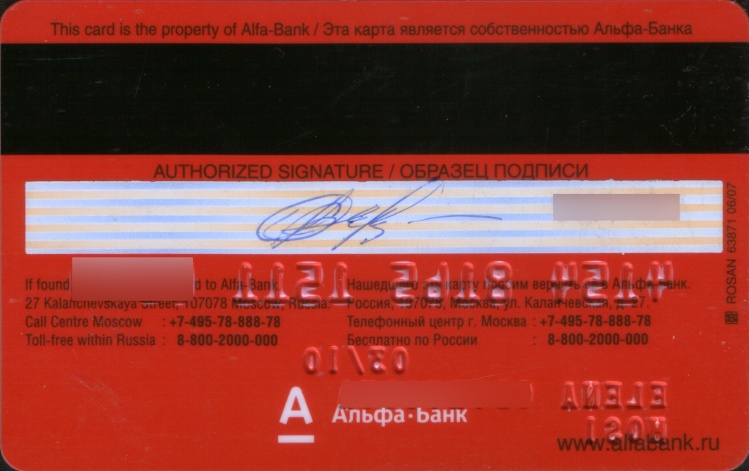 This card is the property of Alfa-Bank / Эта карта является собственностью Альфа-Банка
AUTHORIZED SIGNATURE / ОБРАЗЕЦ ПОДПИСИ
If found to Alfa-Bank
27 Kalanchevskaya Street, 107078 Moscow, Russia.
Call Centre Moscow : +7-495-78-888-78
Toll-free within Russia : 8-800-2000-000
Нашедшего эту карту просим вернуть в Альфа-Банк.
Россия, 107078, Москва, ул. Каланчевская, д.27.
Телефонный центр г. Москва : +7-495-78-888-78
Бесплатно по России : 8-800-2000-000
ROSAN 63871 06/07
А Альфа·Банк
ELENA
www.alfabank.ru